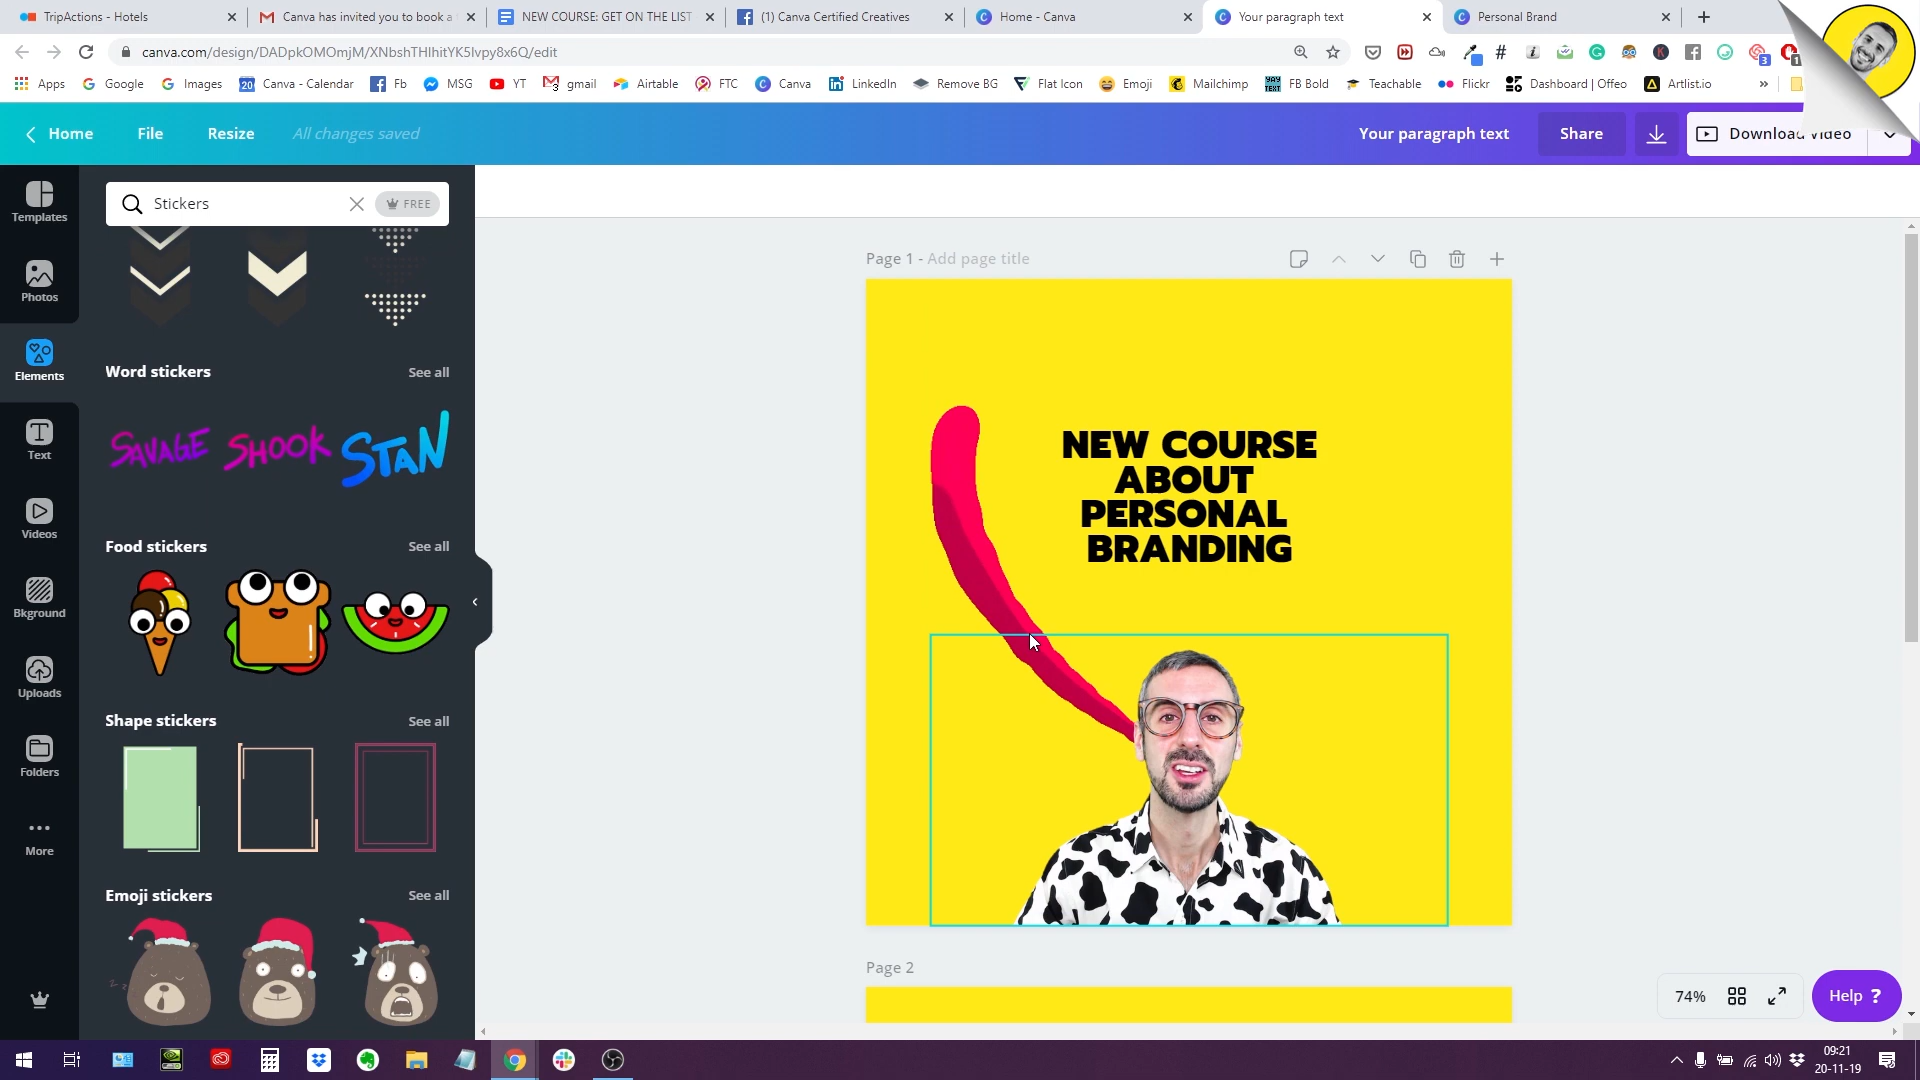 TripActions - Hotels
Canva has invited you to book a
NEW COURSE: GET ON THE LIST
(1) Canva Certified Creatives
Home - Canva
Your paragraph text
Personal Brand
canva.com/design/DADpkOMOmjM/XNbshTHlhitYK5lvpy8x6Q/edit
Apps
Google
Images
Canva - Calendar
Fb
MSG
YT
gmail
Airtable
FTC
Canva
LinkedIn
Remove BG
Flat Icon
Emoji
Mailchimp
FB Bold
Teachable
Flickr
Dashboard | Offeo
Artlist.io
Home
File
Resize
All changes saved
Your paragraph text
Share
Download Video
Templates
Photos
Elements
Text
Videos
Bkground
Uploads
Folders
More
Stickers
FREE
Word stickers
See all
SAVAGE
SHOOK
STAN
Food stickers
See all
Shape stickers
See all
Emoji stickers
See all
Page 1 - Add page title
NEW COURSE
ABOUT
PERSONAL
BRANDING
Page 2
74%
Help ?
09:21
20-11-19